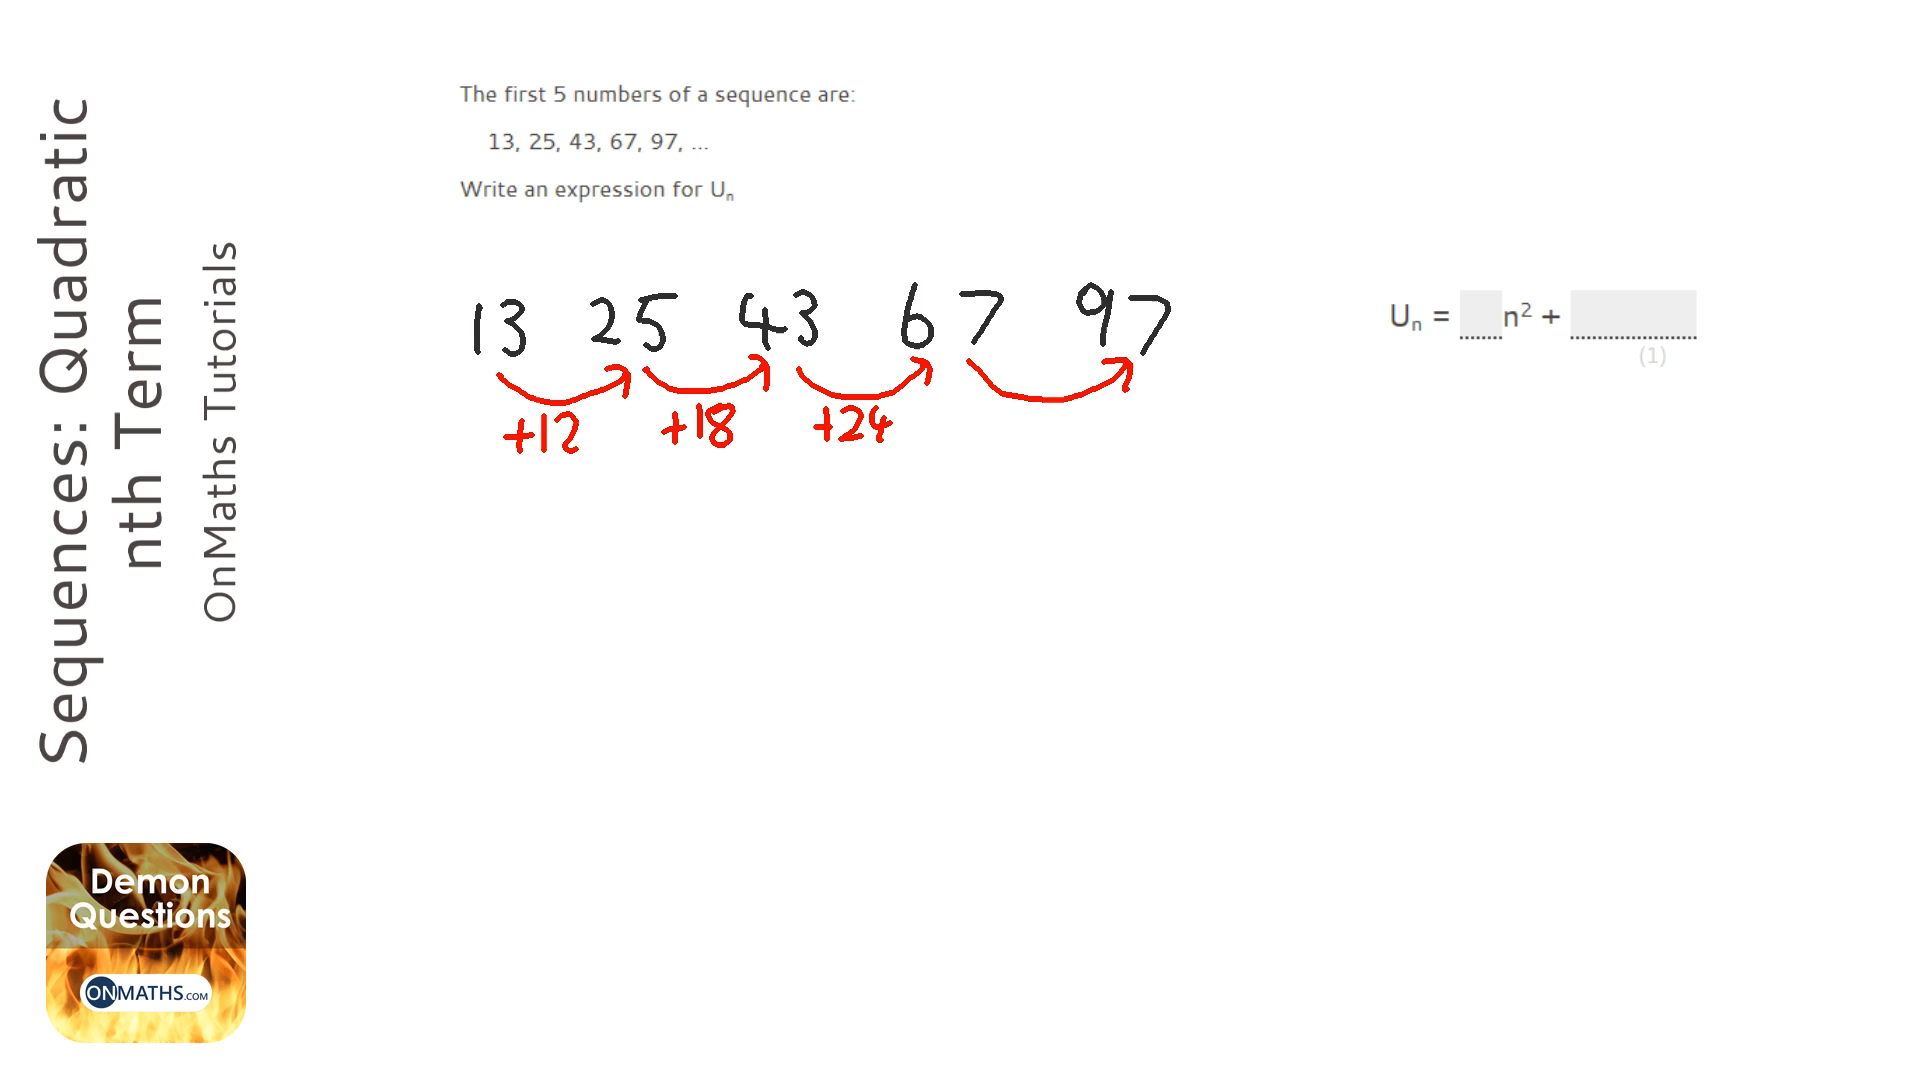 Sequences: Quadratic
nth Term
OnMaths Tutorials
The first 5 numbers of a sequence are:
13, 25, 43, 67, 97, ...
Write an expression for Uₙ
13 25 43 67 97
+12 +18 +24
Uₙ = n² +
(1)
Demon
Questions
ONMATHS.COM